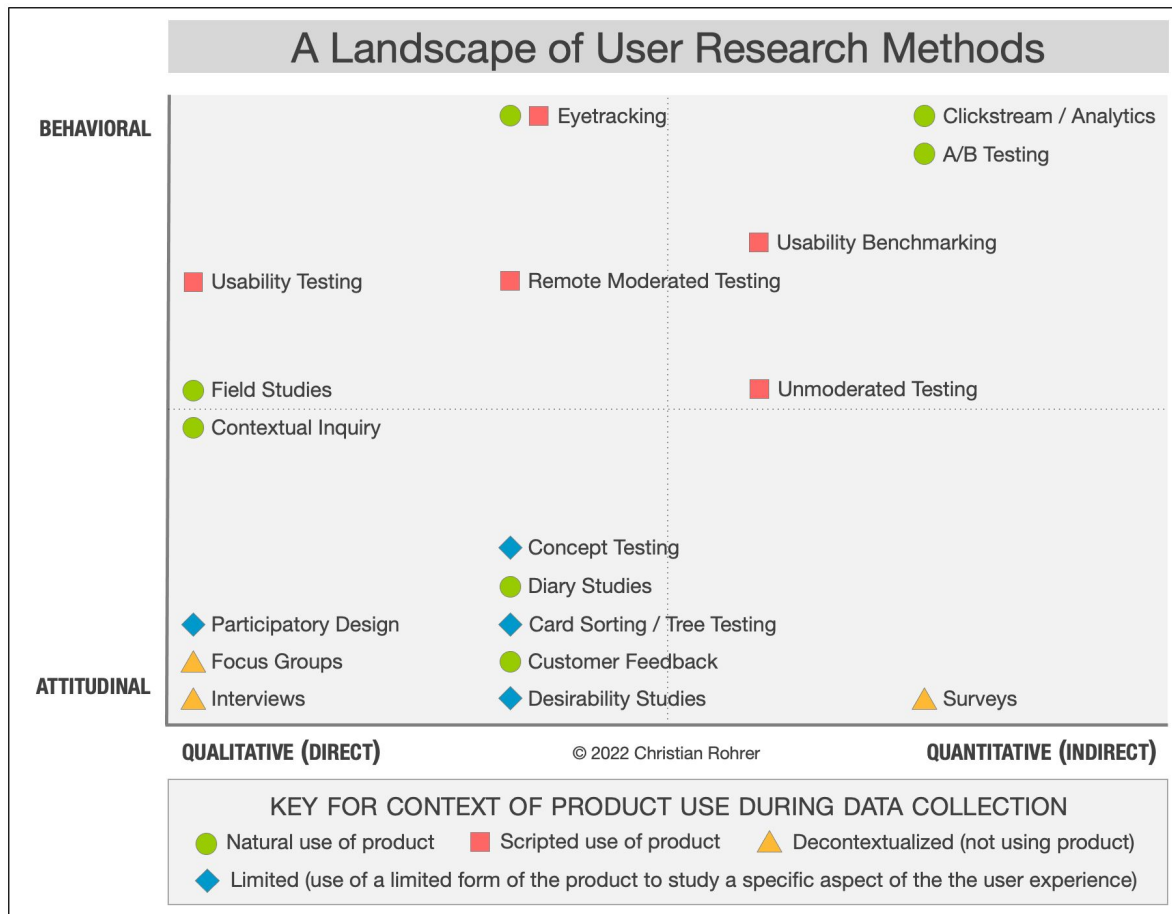 A Landscape of User Research Methods
BEHAVIORAL
Eyetracking
Clickstream / Analytics
A/B Testing
Usability Benchmarking
Usability Testing
Remote Moderated Testing
Field Studies
Unmoderated Testing
Contextual Inquiry
Concept Testing
Diary Studies
Participatory Design
Card Sorting / Tree Testing
Focus Groups
Customer Feedback
ATTITUDINAL
Interviews
Desirability Studies
Surveys
QUALITATIVE (DIRECT)
© 2022 Christian Rohrer
QUANTITATIVE (INDIRECT)
KEY FOR CONTEXT OF PRODUCT USE DURING DATA COLLECTION
Natural use of product
Scripted use of product
Decontextualized (not using product)
Limited (use of a limited form of the product to study a specific aspect of the the user experience)